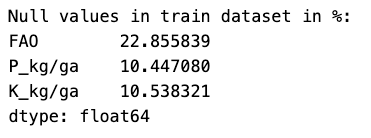 Null values in train dataset in %:
FAO 22.855839
P_kg/ga 10.447080
K_kg/ga 10.538321
dtype: float64